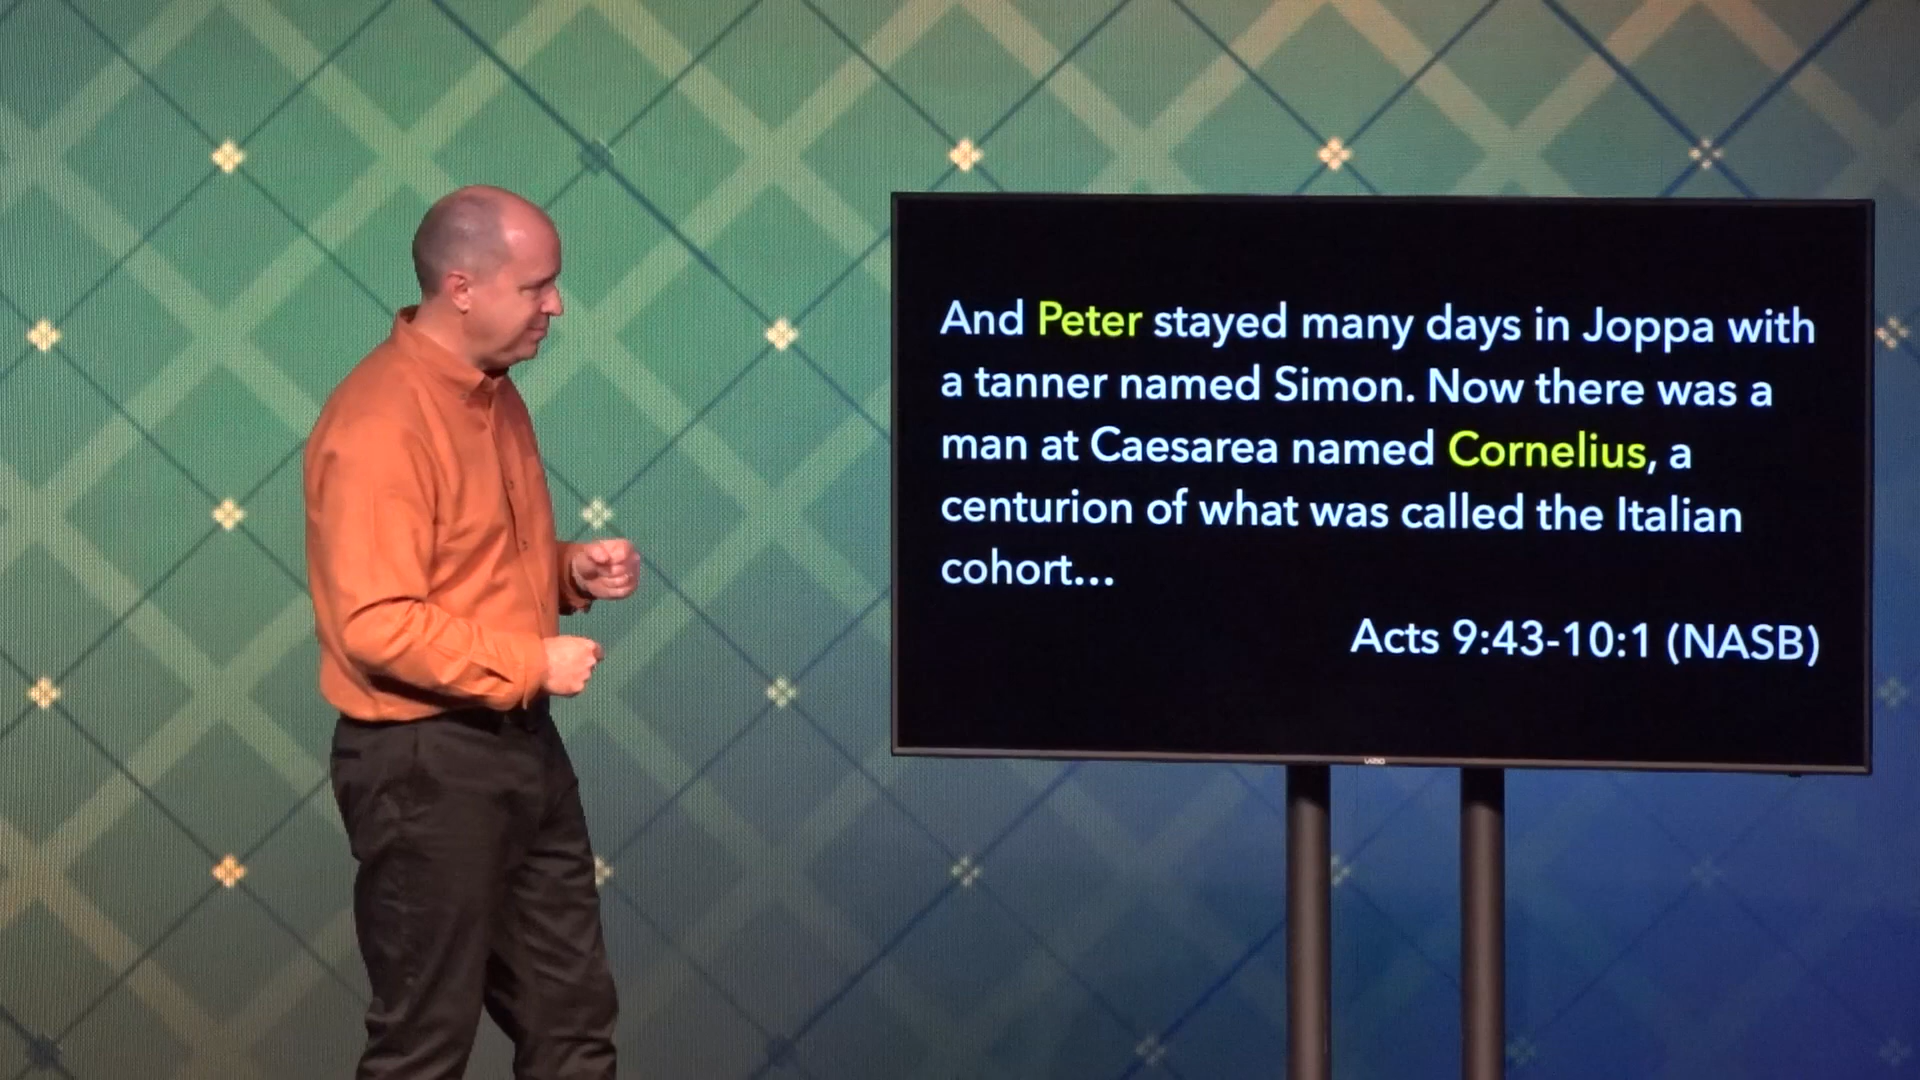 And Peter stayed many days in Joppa with
a tanner named Simon. Now there was a
man at Caesarea named Cornelius, a
centurion of what was called the Italian
cohort...
Acts 9:43-10:1 (NASB)
VIZIO